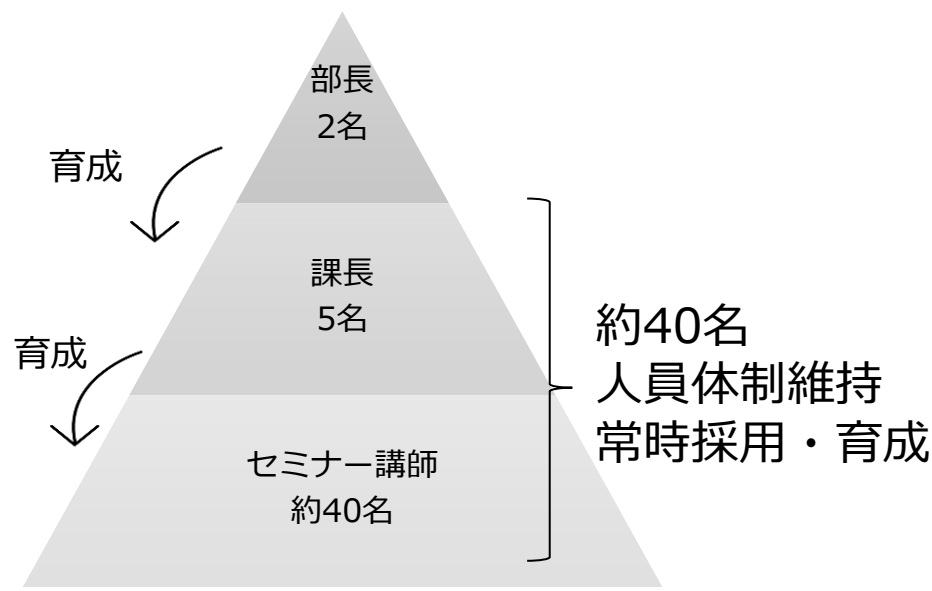 部長
2名
育成
課長
5名
育成
セミナー講師
約40名
約40名
人員体制維持
常時採用・育成